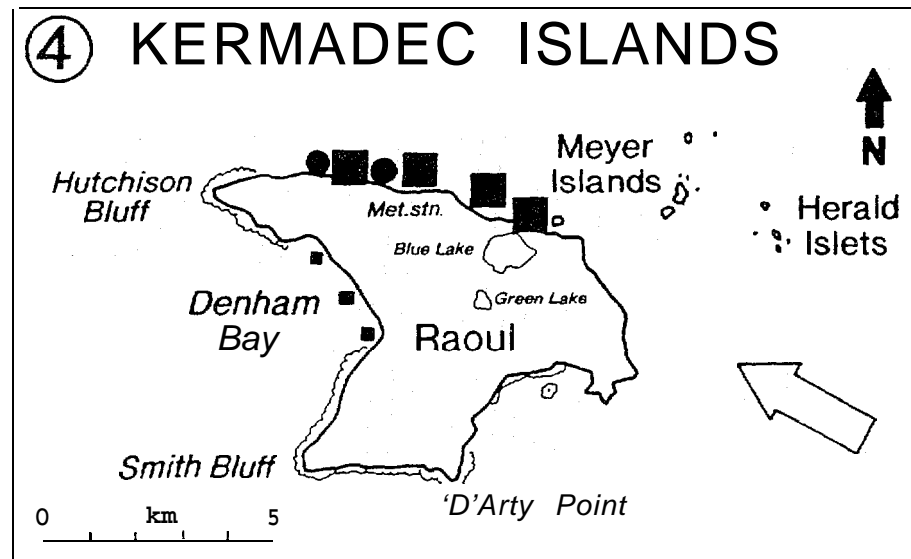 ④ KERMADEC ISLANDS
N
Meyer
Islands
Herald
Islets
Hutchison
Bluff
Met.stn.
Blue Lake
Green Lake
Denham
Bay
Raoul
Smith Bluff
'D'Arty Point
0 km 5